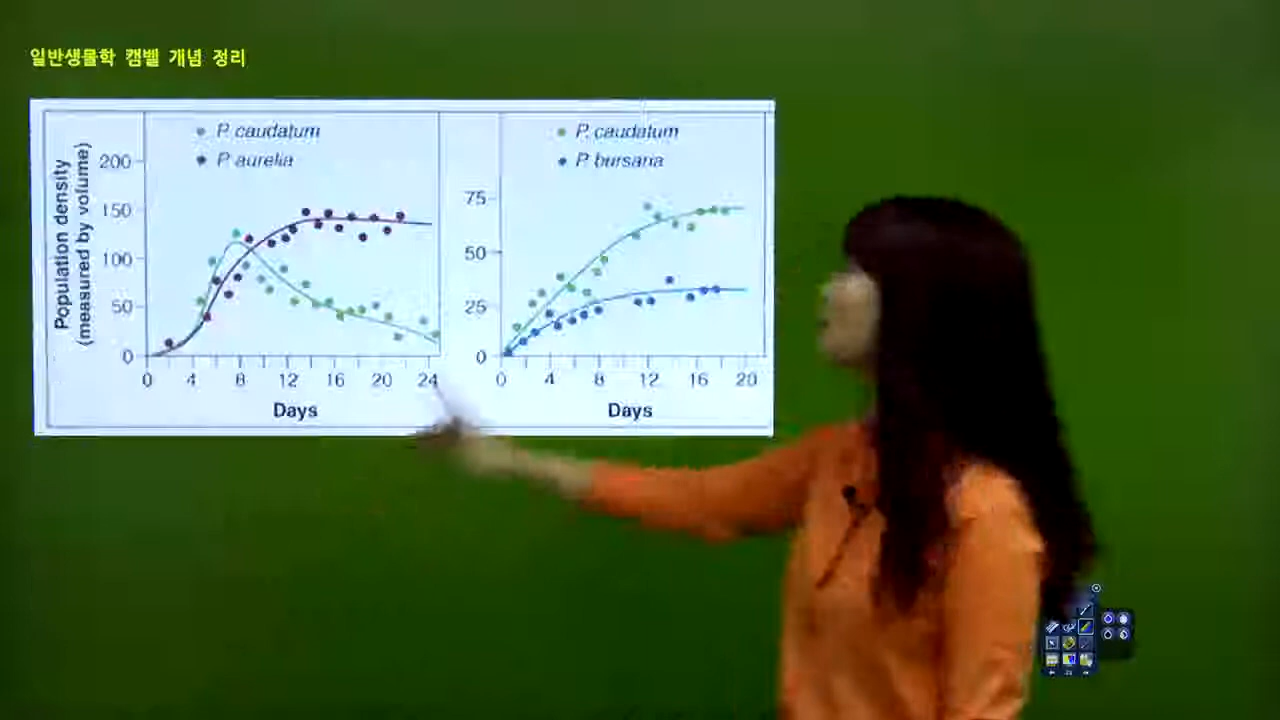 일반생물학 캠벨 개념 정리
P. caudatum
P. aurelia
Population density
(measured by volume)
200
150
100
50
0
0 4 8 12 16 20 24
Days
P. caudatum
P. bursaria
75
50
25
0
0 4 8 12 16 20
Days